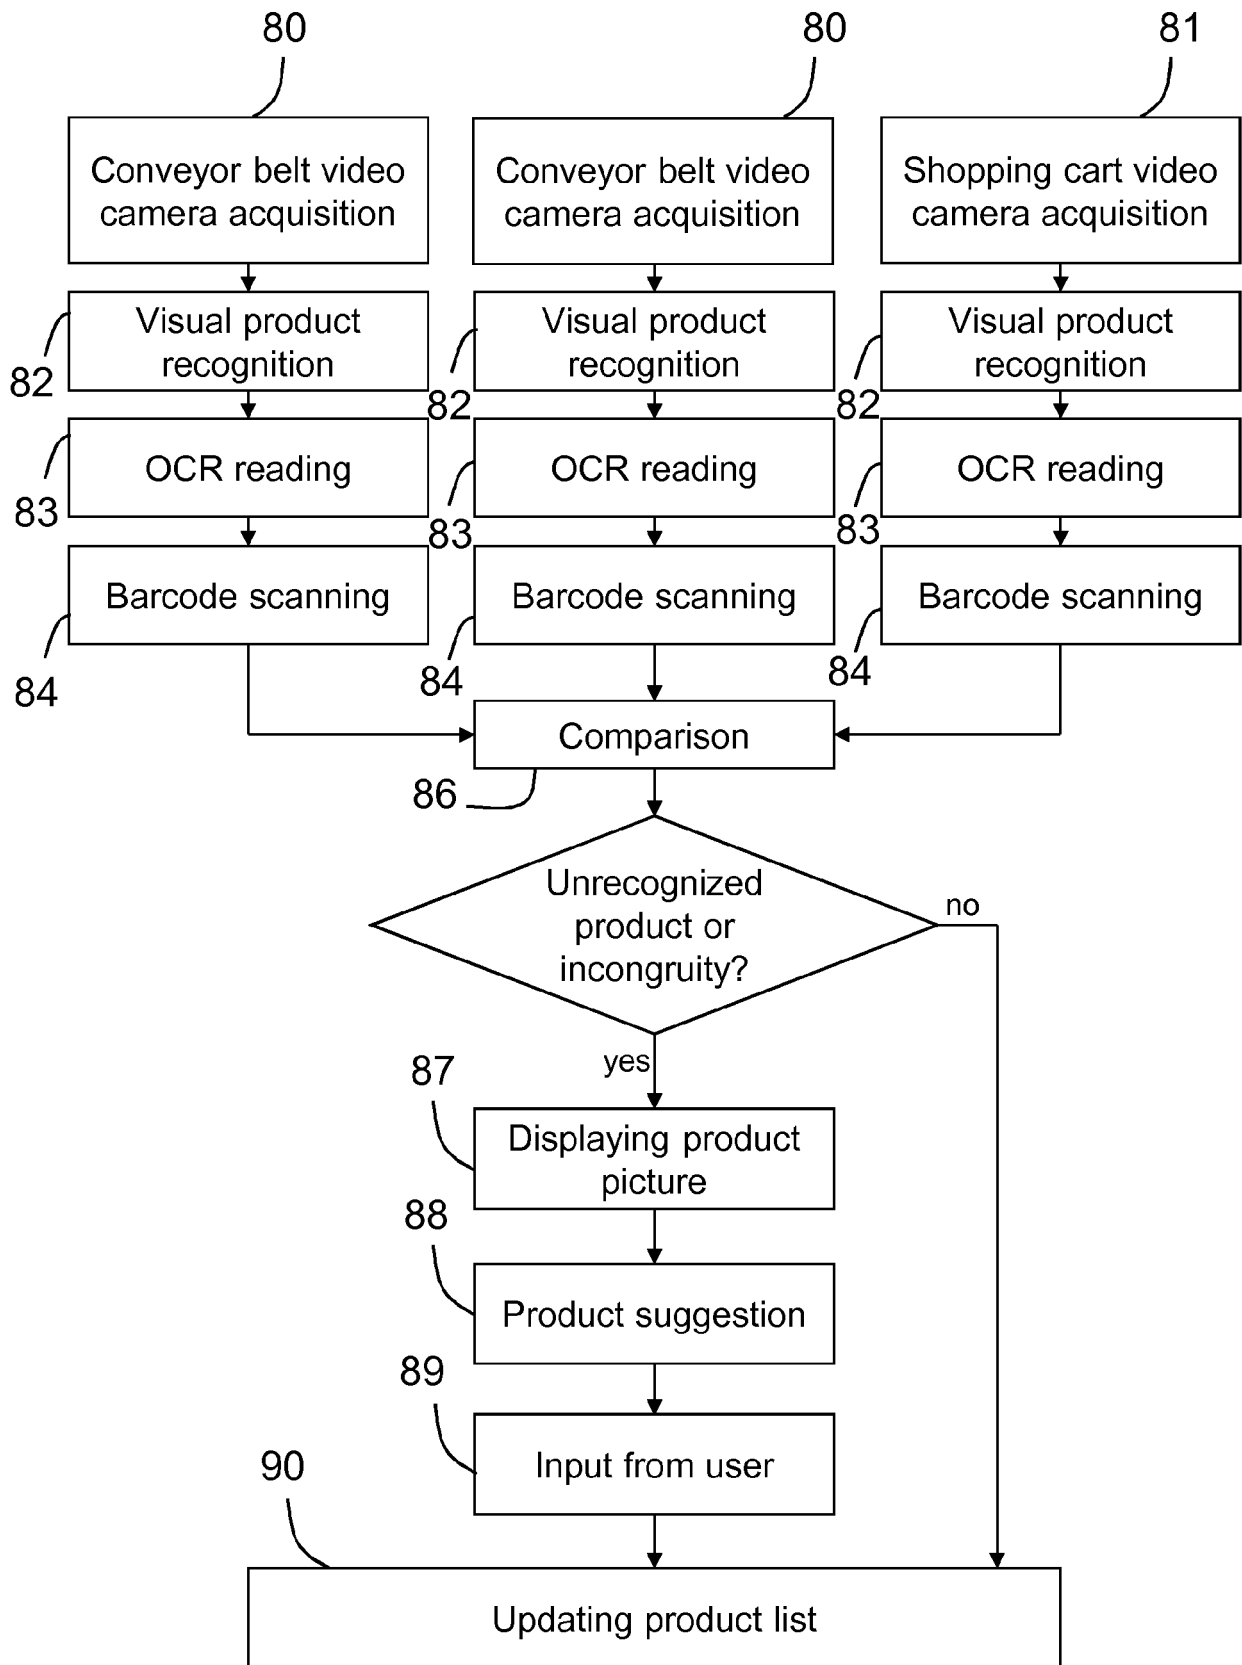 80
80
81
Conveyor belt video
camera acquisition
Conveyor belt video
camera acquisition
Shopping cart video
camera acquisition
Visual product
recognition
Visual product
recognition
Visual product
recognition
82
82
82
OCR reading
OCR reading
OCR reading
83
83
83
Barcode scanning
Barcode scanning
Barcode scanning
84
84
84
Comparison
86
Unrecognized
product or
incongruity?
no
yes
87
Displaying product
picture
88
Product suggestion
89
Input from user
90
Updating product list